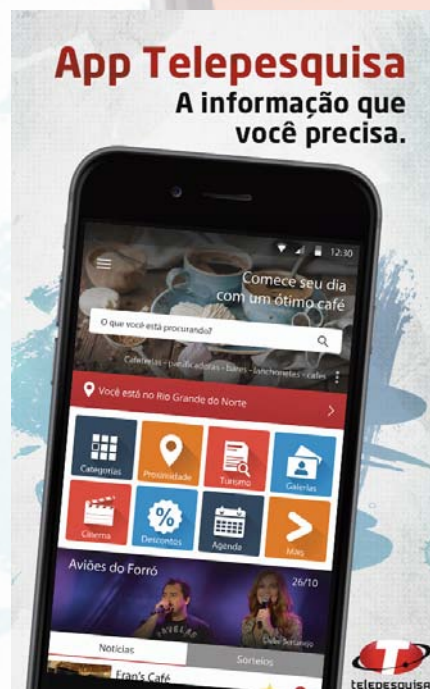 App Telepesquisa
A informação que
você precisa.
12:30
Comece seu dia
com um ótimo café
O que você está procurando?
Cafeterias - panificadoras - bares - lanchonetes - cafés
Você está no Rio Grande do Norte
Categorias
Proximidade
Turismo
Galerias
Cinema
Descontos
Agenda
Mais
Aviões do Forró
26/10
Notícias
Sorteios
Fran's Café
telepesquisa